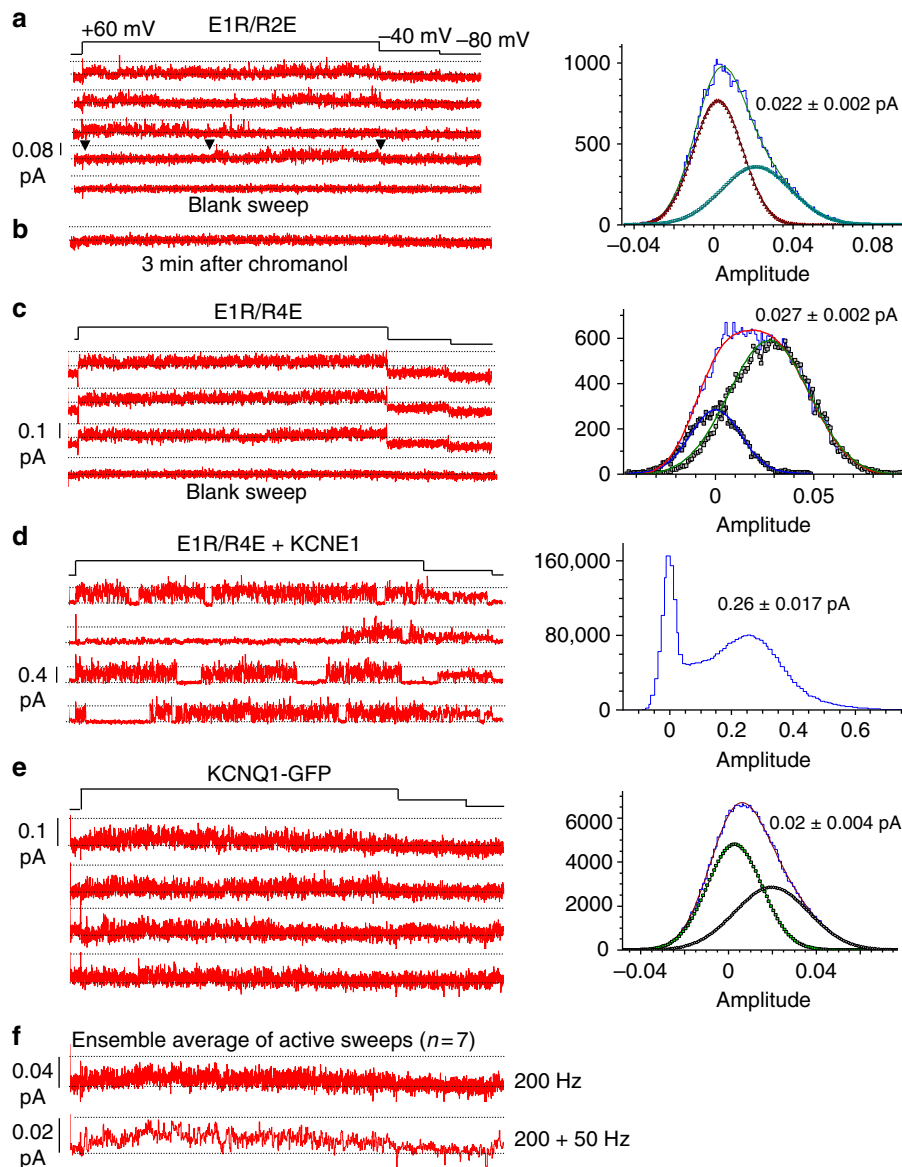 a
+60 mV
E1R/R2E
−40 mV
−80 mV
0.08
pA
Blank sweep
1000
500
0
0.022 ± 0.002 pA
−0.04 0 0.04 0.08
Amplitude
b
3 min after chromanol
c
E1R/R4E
0.1
pA
Blank sweep
600
400
200
0
0.027 ± 0.002 pA
0 0.05
Amplitude
d
E1R/R4E + KCNE1
0.4
pA
160,000
80,000
0
0.26 ± 0.017 pA
0 0.2 0.4 0.6
Amplitude
e
KCNQ1-GFP
0.1
pA
6000
4000
2000
0
0.02 ± 0.004 pA
−0.04 0 0.04
Amplitude
f
Ensemble average of active sweeps (n=7)
0.04
pA
200 Hz
0.02
pA
200 + 50 Hz